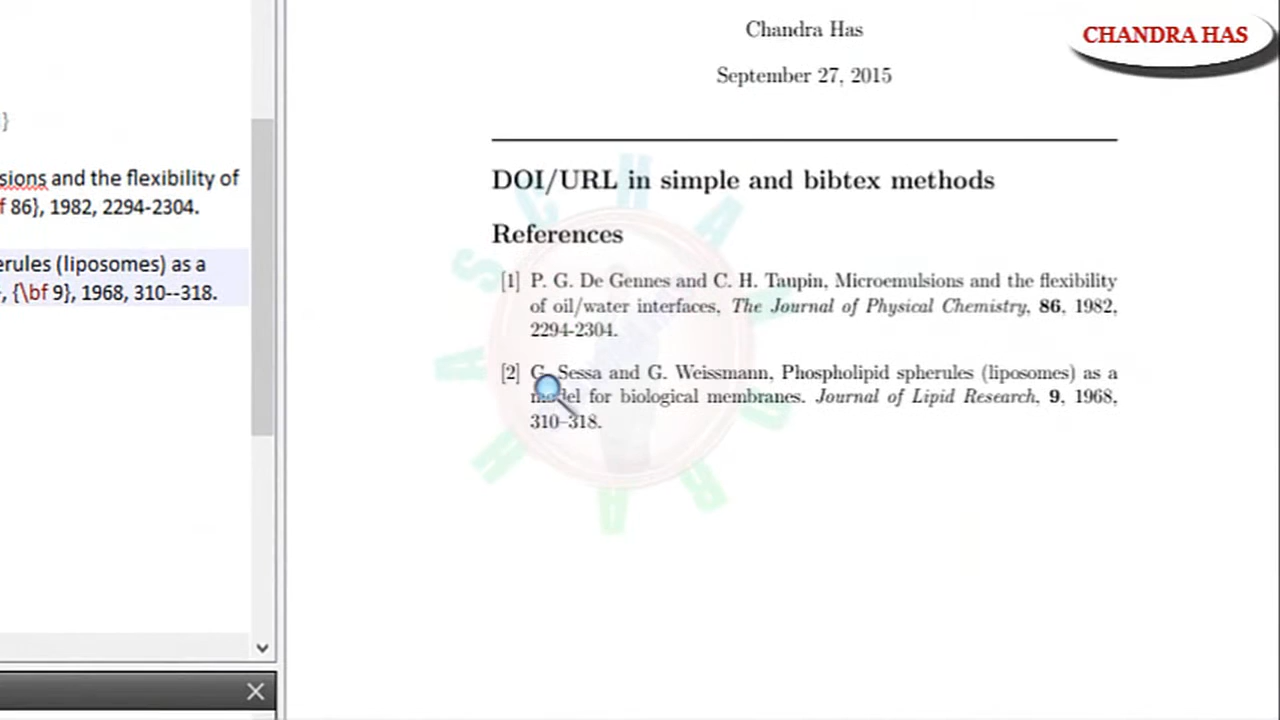 Chandra Has
CHANDRA HAS
September 27, 2015
}
sions and the flexibility of
f 86}, 1982, 2294-2304.
erules (liposomes) as a
, {\bf 9}, 1968, 310--318.
DOI/URL in simple and bibtex methods
References
[1] P. G. De Gennes and C. H. Taupin, Microemulsions and the flexibility
of oil/water interfaces, The Journal of Physical Chemistry, 86, 1982,
2294-2304.
[2] G. Sessa and G. Weissmann, Phospholipid spherules (liposomes) as a
model for biological membranes. Journal of Lipid Research, 9, 1968,
310–318.
CHANDRA HAS